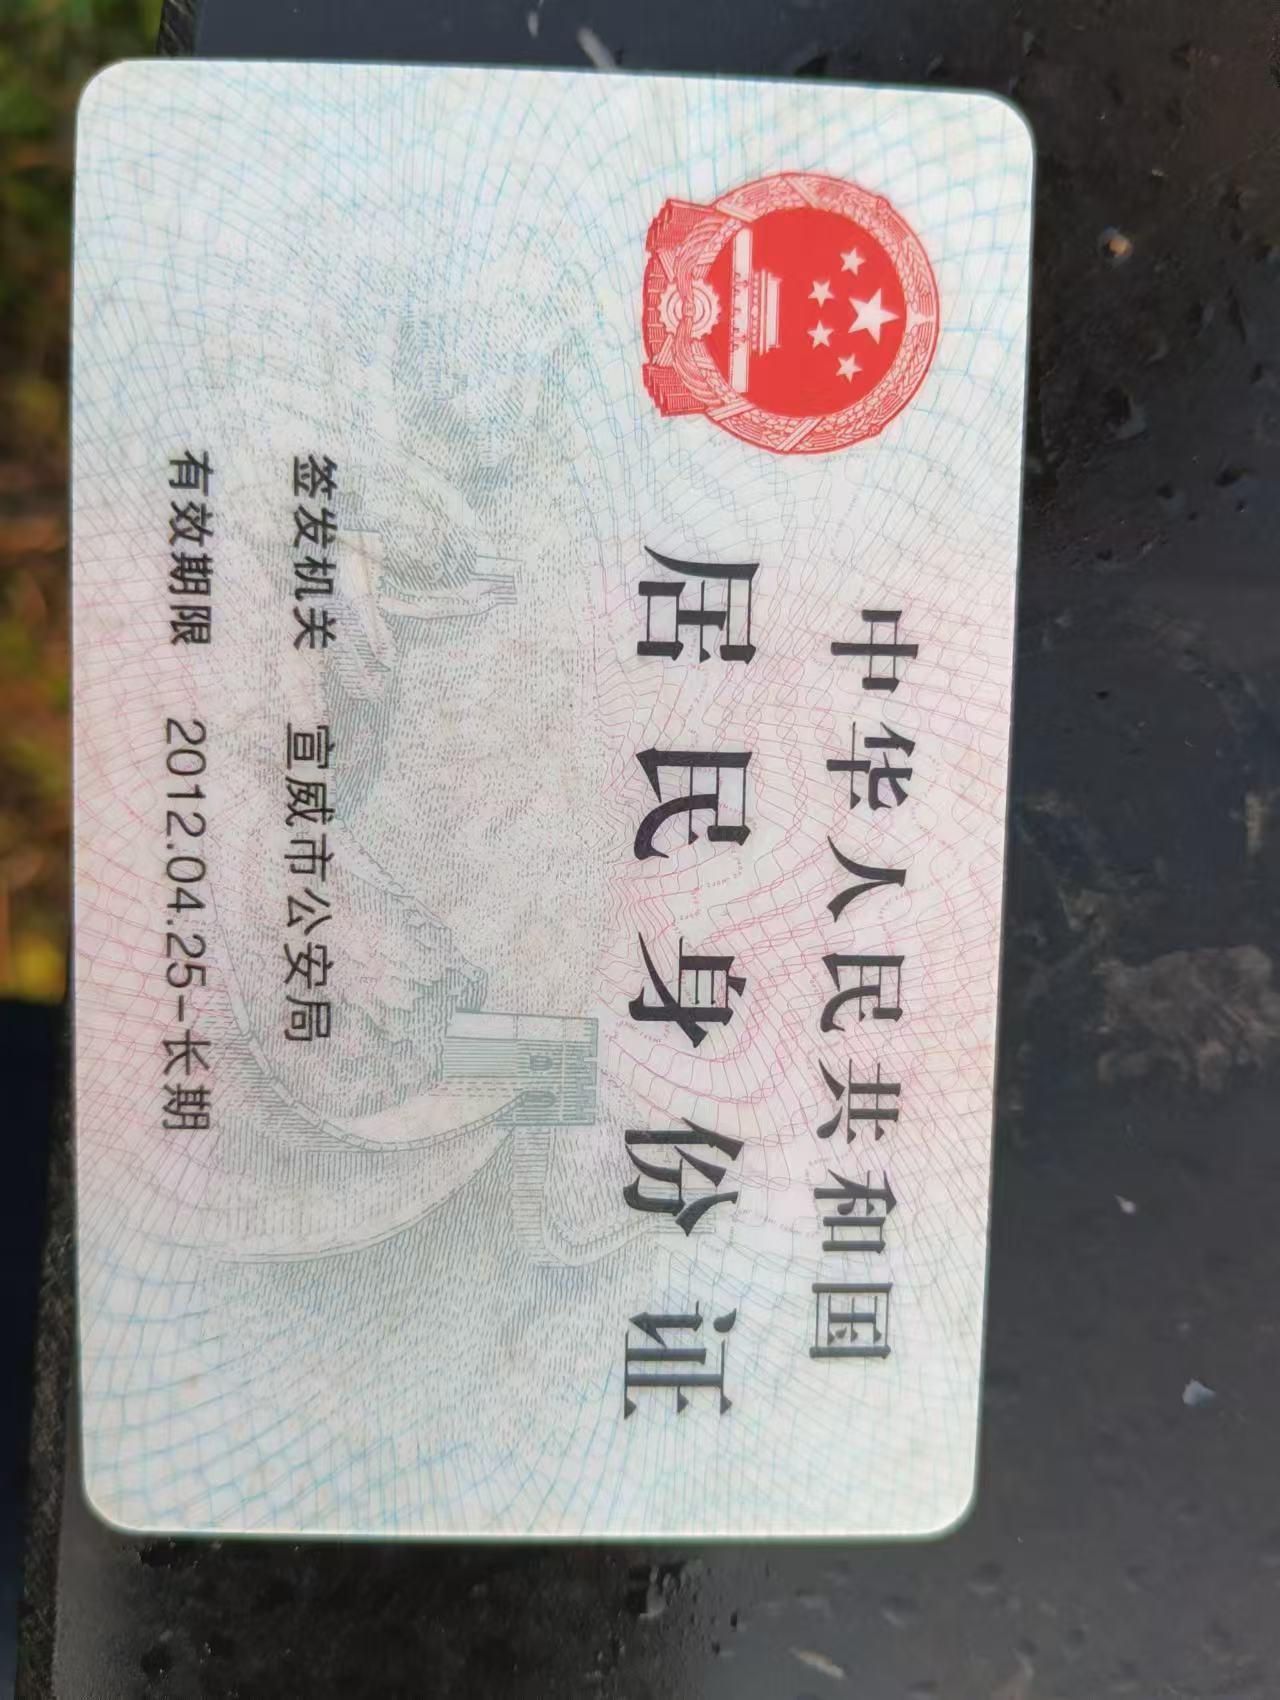 中华人民共和国
居民身份证
签发机关 宣威市公安局
有效期限 2012.04.25-长期